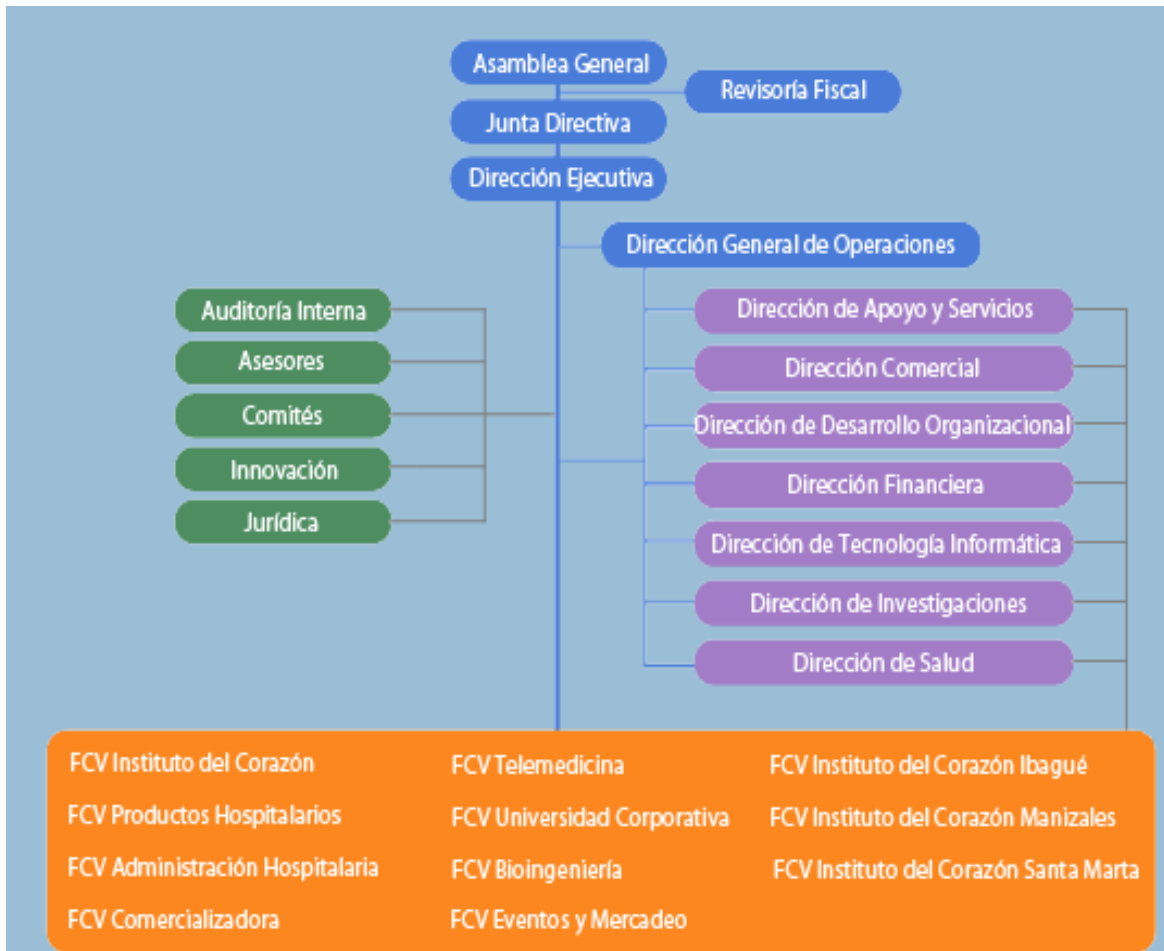 Asamblea General
Revisoría Fiscal
Junta Directiva
Dirección Ejecutiva
Dirección General de Operaciones
Auditoría Interna
Asesores
Comités
Innovación
Jurídica
Dirección de Apoyo y Servicios
Dirección Comercial
Dirección de Desarrollo Organizacional
Dirección Financiera
Dirección de Tecnología Informática
Dirección de Investigaciones
Dirección de Salud
FCV Instituto del Corazón
FCV Productos Hospitalarios
FCV Administración Hospitalaria
FCV Comercializadora
FCV Telemedicina
FCV Universidad Corporativa
FCV Bioingeniería
FCV Eventos y Mercadeo
FCV Instituto del Corazón Ibagué
FCV Instituto del Corazón Manizales
FCV Instituto del Corazón Santa Marta